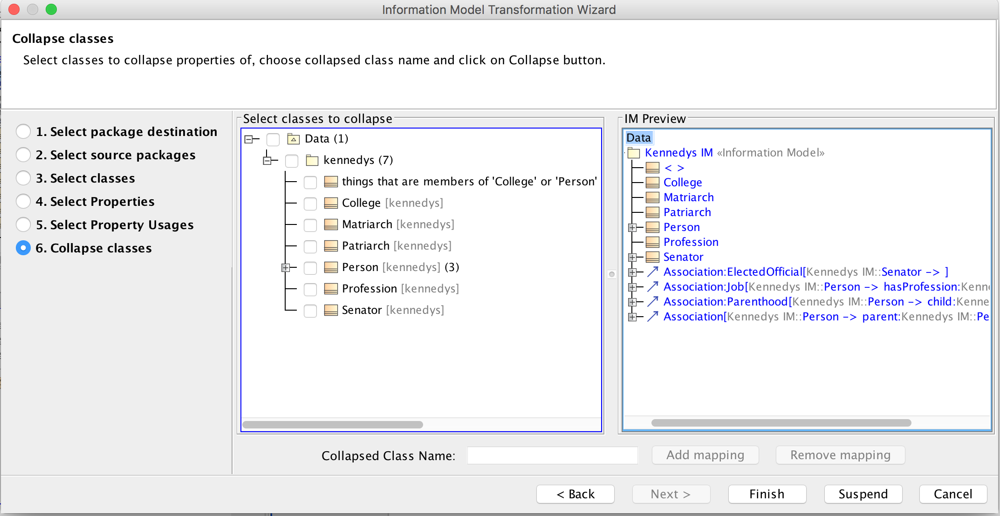 Information Model Transformation Wizard
Collapse classes
Select classes to collapse properties of, choose collapsed class name and click on Collapse button.
1. Select package destination
2. Select source packages
3. Select classes
4. Select Properties
5. Select Property Usages
6. Collapse classes
Select classes to collapse
Data (1)
kennedys (7)
things that are members of 'College' or 'Person'
College [kennedys]
Matriarch [kennedys]
Patriarch [kennedys]
Person [kennedys] (3)
Profession [kennedys]
Senator [kennedys]
IM Preview
Data
Kennedys IM «Information Model»
< >
College
Matriarch
Patriarch
Person
Profession
Senator
Association:ElectedOfficial[Kennedys IM::Senator -> ]
Association:Job[Kennedys IM::Person -> hasProfession:Kenn
Association:Parenthood[Kennedys IM::Person -> child:Kenne
Association[Kennedys IM::Person -> parent:Kennedys IM::Pe
Collapsed Class Name:
Add mapping
Remove mapping
< Back
Next >
Finish
Suspend
Cancel